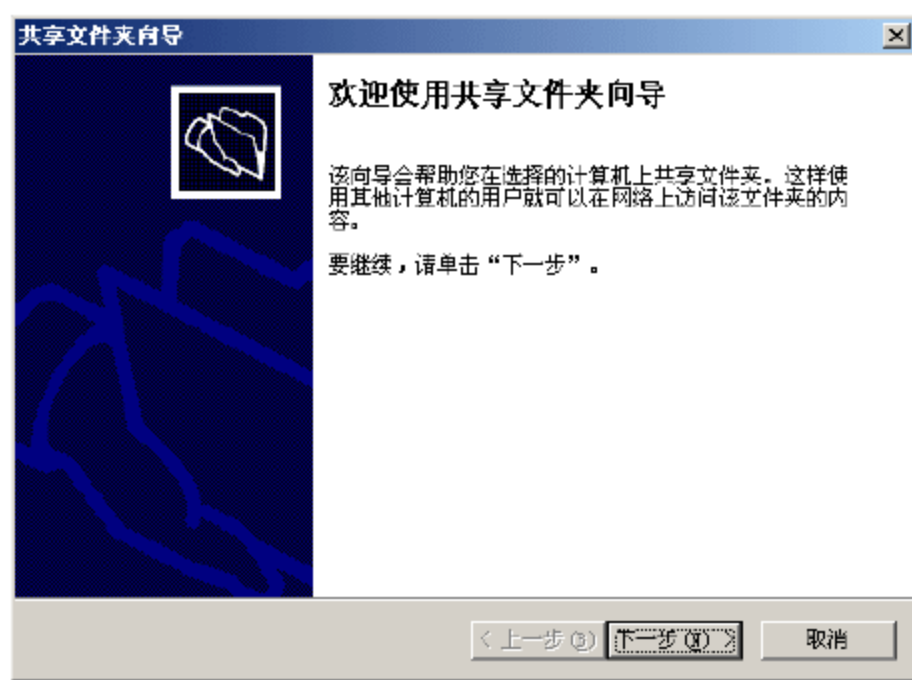 共享文件夹向导
欢迎使用共享文件夹向导
该向导会帮助您在选择的计算机上共享文件夹。这样使
用其他计算机的用户就可以在网络上访问该文件夹的内
容。
要继续，请单击“下一步”。
< 上一步(B)
下一步(N) >
取消